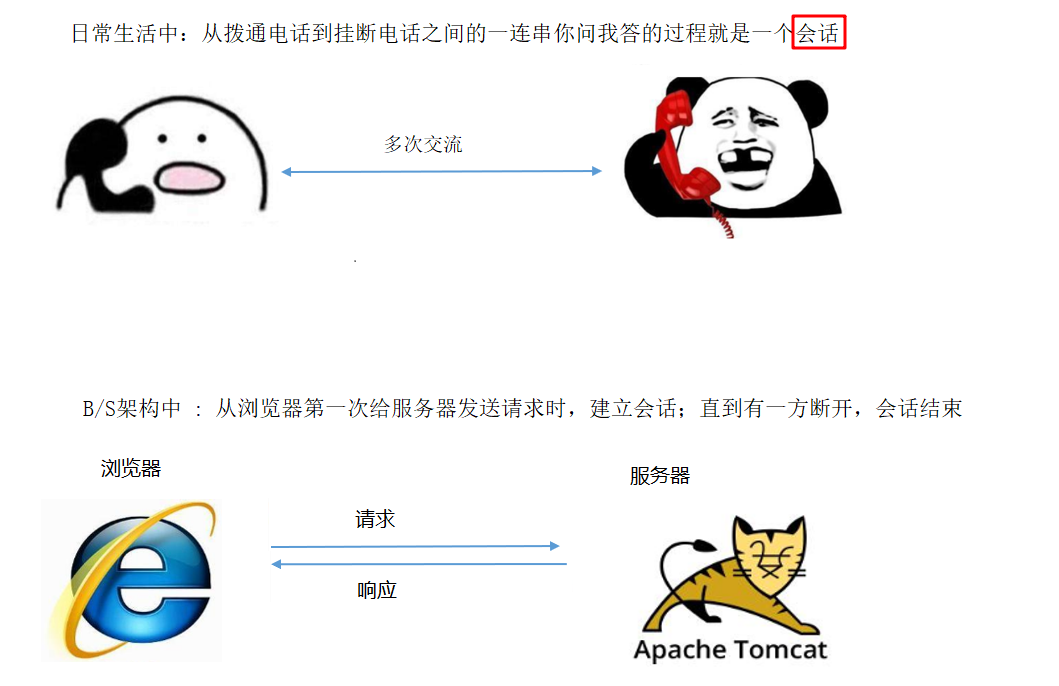 日常生活中：从拨通电话到挂断电话之间的一连串你问我答的过程就是一个会话
多次交流
B/S架构中 : 从浏览器第一次给服务器发送请求时，建立会话；直到有一方断开，会话结束
浏览器
服务器
请求
响应
Apache Tomcat